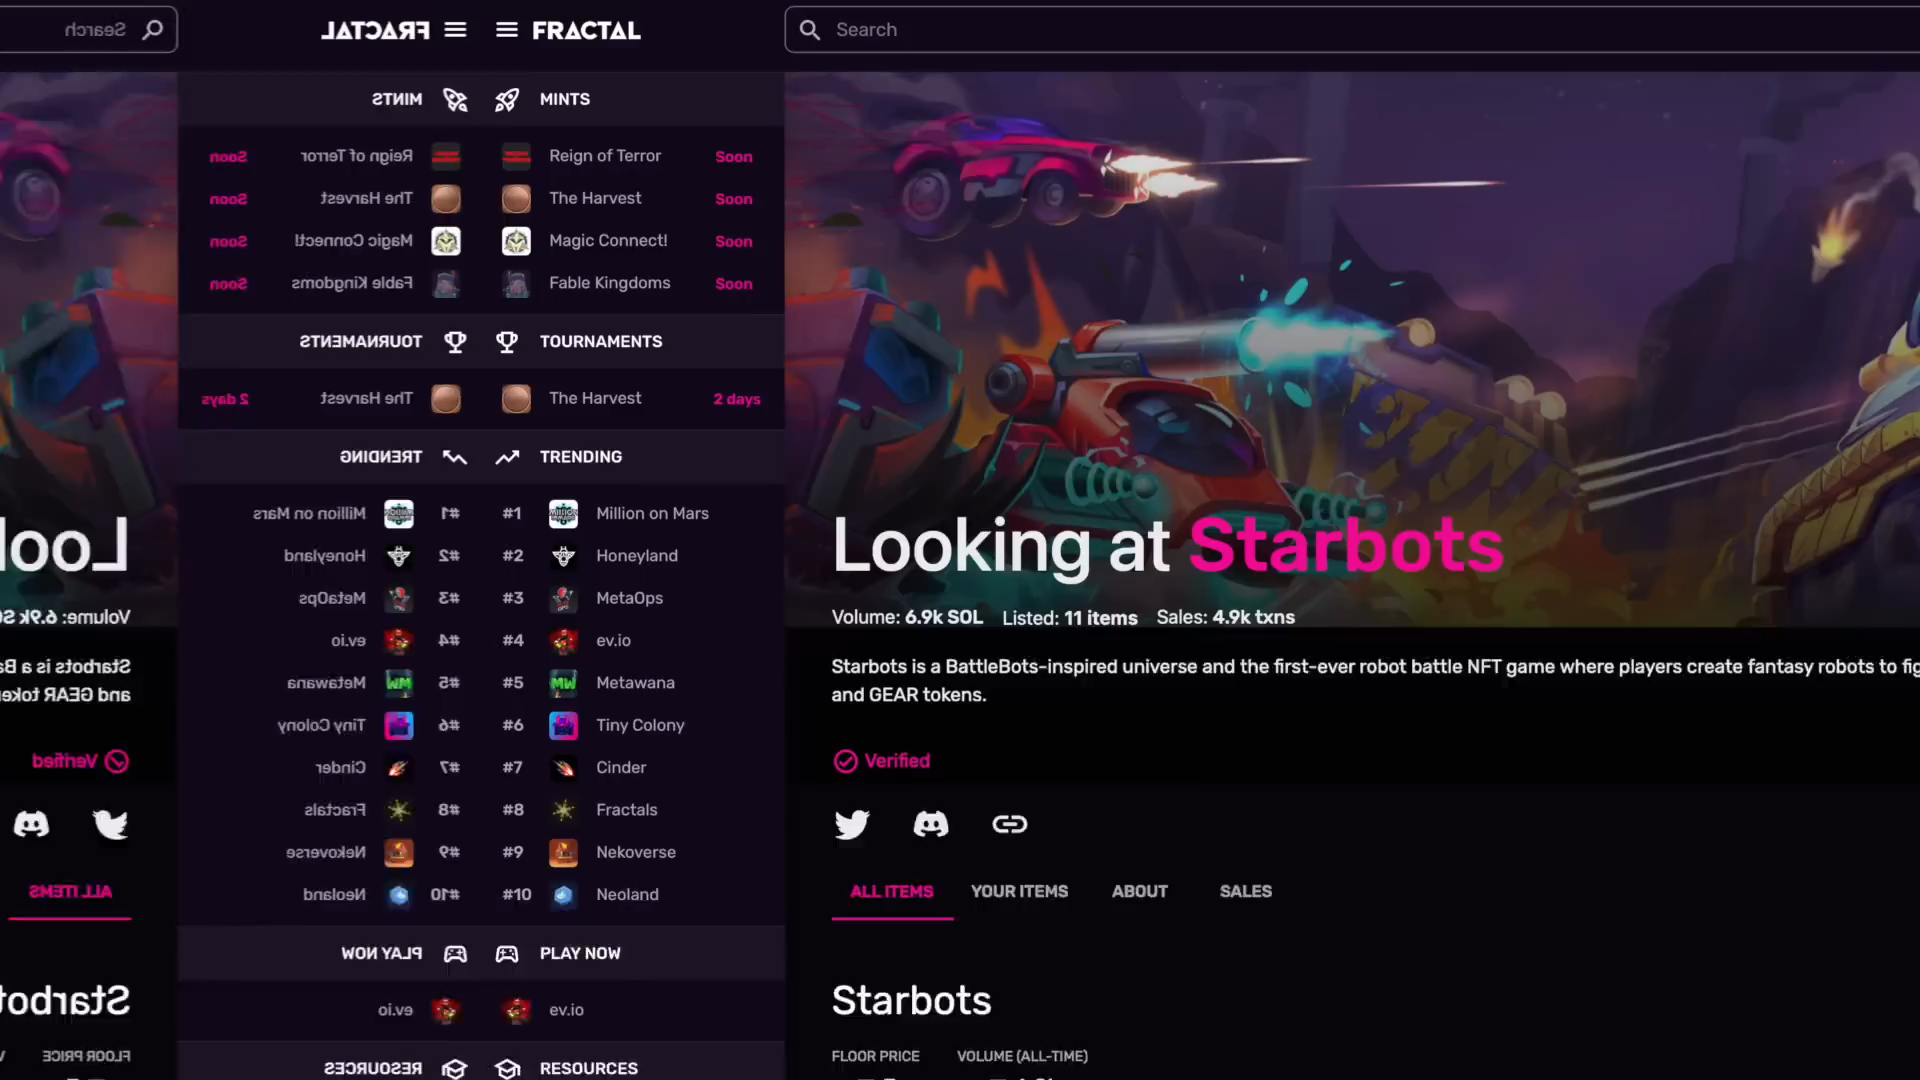 FRACTAL
Search
MINTS
Reign of Terror Soon
The Harvest Soon
Magic Connect! Soon
Fable Kingdoms Soon
TOURNAMENTS
The Harvest 2 days
TRENDING
#1 Million on Mars
#2 Honeyland
#3 MetaOps
#4 ev.io
#5 Metawana
#6 Tiny Colony
#7 Cinder
#8 Fractals
#9 Nekoverse
#10 Neoland
PLAY NOW
ev.io
RESOURCES
Looking at Starbots
Volume: 6.9k SOL Listed: 11 items Sales: 4.9k txns
Starbots is a BattleBots-inspired universe and the first-ever robot battle NFT game where players create fantasy robots to
and GEAR tokens.
Verified
ALL ITEMS YOUR ITEMS ABOUT SALES
Starbots
FLOOR PRICE VOLUME (ALL-TIME)